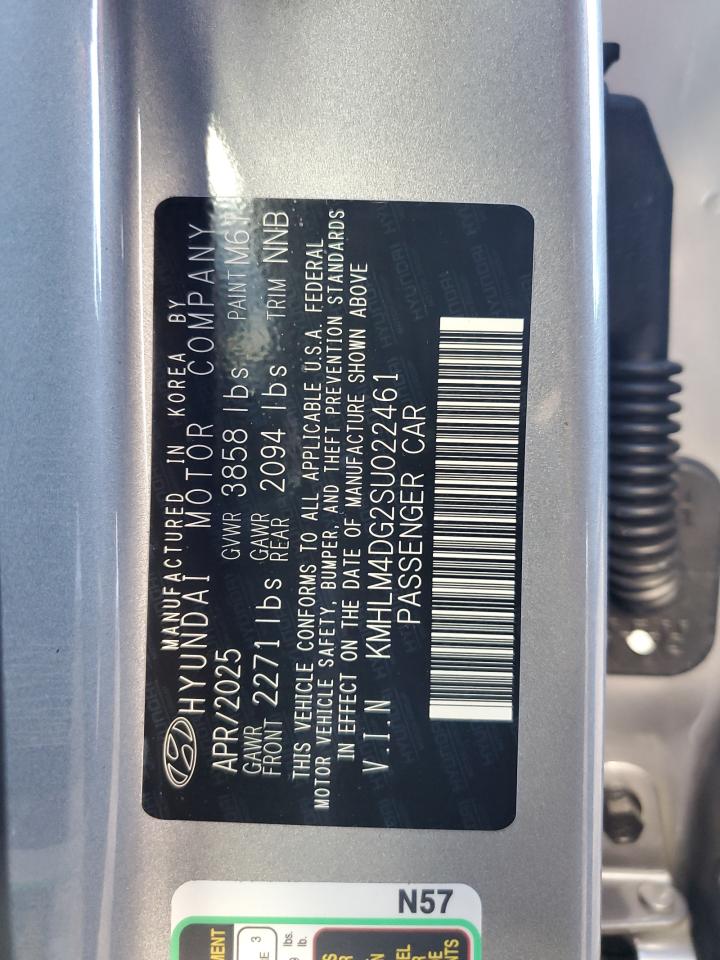 MANUFACTURED IN KOREA BY
HYUNDAI MOTOR COMPANY
APR/2025 GVWR 3858 lbs PAINT
GAWR FRONT 2271 lbs GAWR REAR 2094 lbs TRIM NNB
THIS VEHICLE CONFORMS TO ALL APPLICABLE U.S.A. FEDERAL
MOTOR VEHICLE SAFETY, BUMPER, AND THEFT PREVENTION STANDARDS
IN EFFECT ON THE DATE OF MANUFACTURE SHOWN ABOVE
V.I.N KMHLM4DG2SU022461
PASSENGER CAR
N57